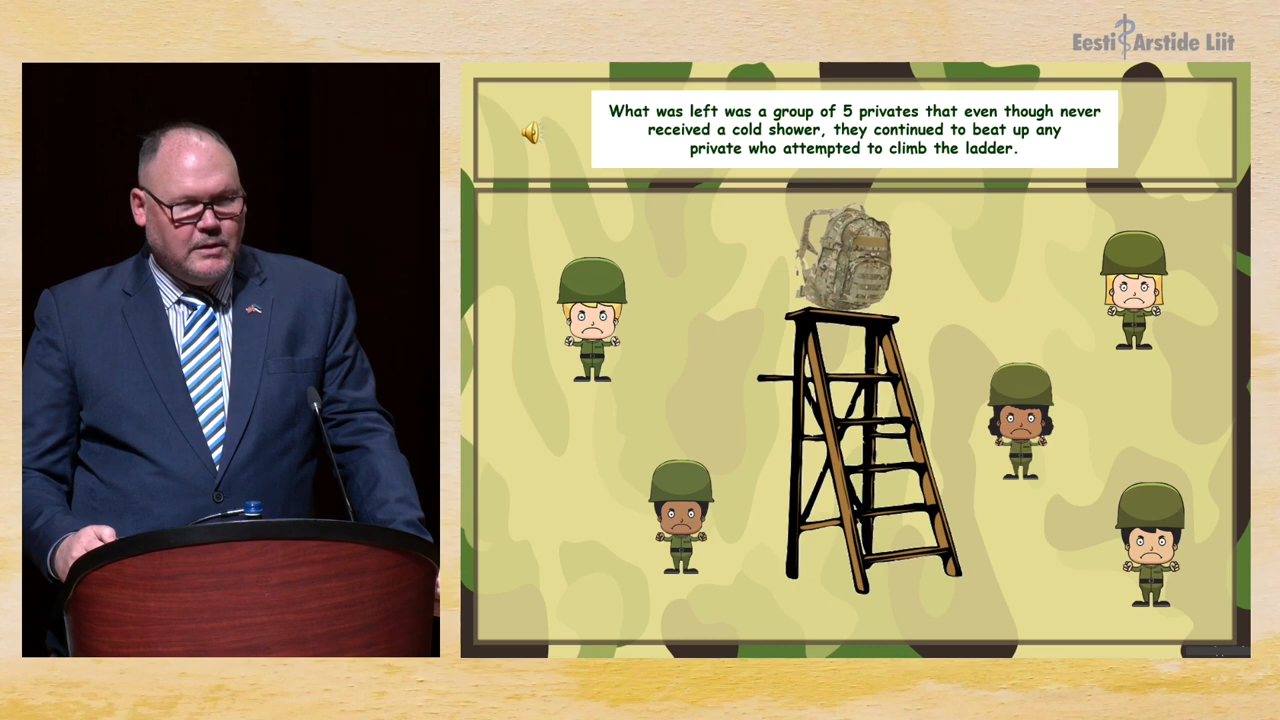 Eesti Arstide Liit
What was left was a group of 5 privates that even though never
received a cold shower, they continued to beat up any
private who attempted to climb the ladder.